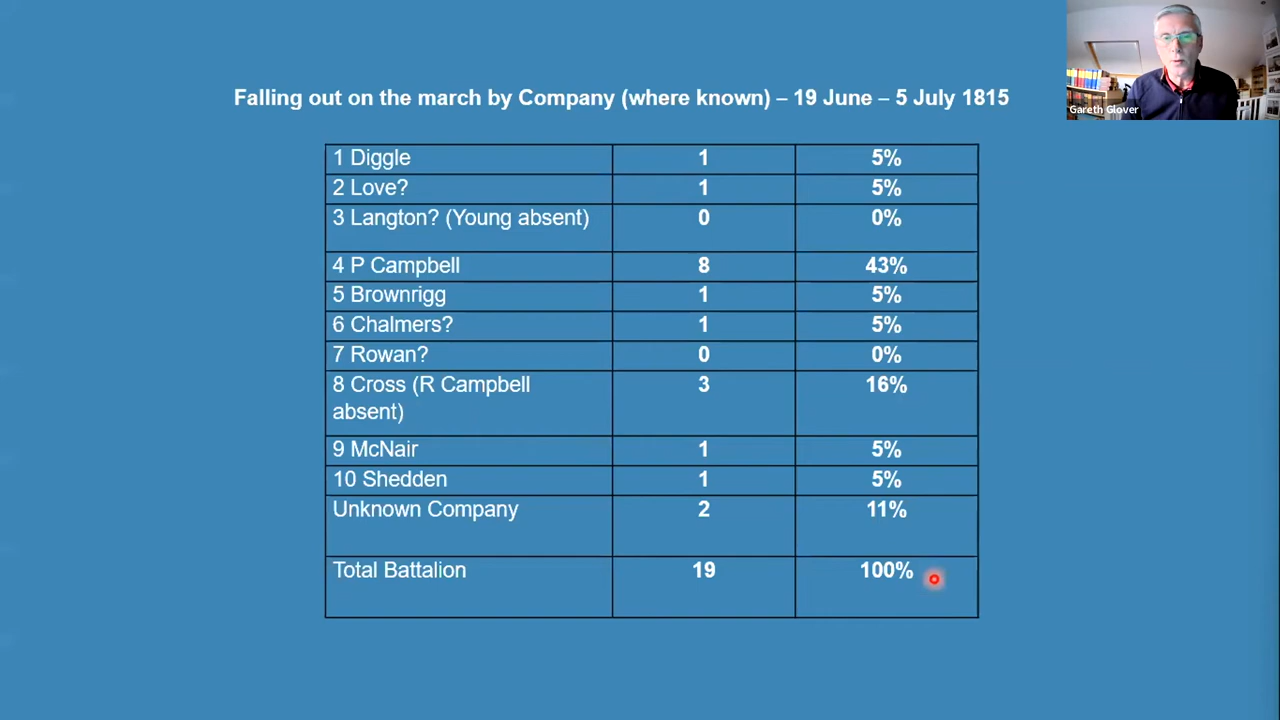 Falling out on the march by Company (where known) – 19 June – 5 July 1815
Gareth Glover
1 Diggle 1 5%
2 Love? 1 5%
3 Langton? (Young absent) 0 0%
4 P Campbell 8 43%
5 Brownrigg 1 5%
6 Chalmers? 1 5%
7 Rowan? 0 0%
8 Cross (R Campbell 3 16%
absent)
9 McNair 1 5%
10 Shedden 1 5%
Unknown Company 2 11%
Total Battalion 19 100%